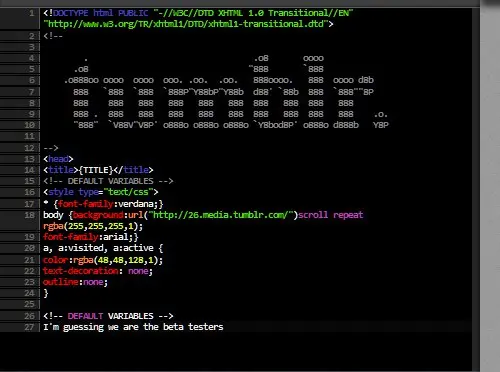 1 <!DOCTYPE html PUBLIC "-//W3C//DTD XHTML 1.0 Transitional//EN"
"http://www.w3.org/TR/xhtml1/DTD/xhtml1-transitional.dtd">
2 <!--
3
4 . .o8 oooo
5 .o8 "888 `888
6 .o888oo oooo oooo ooo. .oo. .oo. 888oooo. 888 oooo d8b
7 888 `888 `888 `888P"Y88bP"Y88b d88' `88b 888 `888""8P
8 888 888 888 888 888 888 888 888 888 888
9 888 . 888 888 888 888 888 888 888 888 888 .o.
10 "888" `V88V"V8P' o888o o888o o888o `Y8bod8P' o888o d888b Y8P
11
12 -->
13 <head>
14 <title>{TITLE}</title>
15 <!-- DEFAULT VARIABLES -->
16 <style type="text/css">
17 * {font-family:verdana;}
18 body {background:url("http://26.media.tumblr.com/")scroll repeat
rgba(255,255,255,1);
19 font-family:arial;}
20 a, a:visited, a:active {
21 color:rgba(48,48,128,1);
22 text-decoration: none;
23 outline:none;
24 }
25
26 <!-- DEFAULT VARIABLES -->
27 I'm guessing we are the beta testers